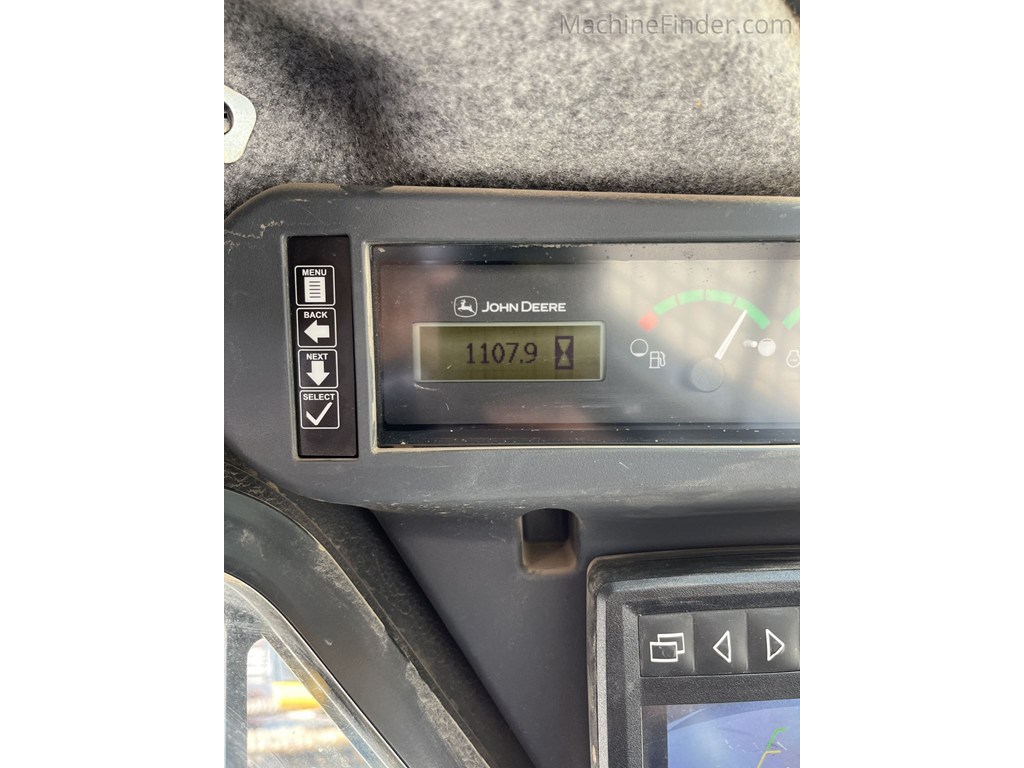 MachineFinder.com
MENU
BACK
NEXT
SELECT
JOHN DEERE
1107.9